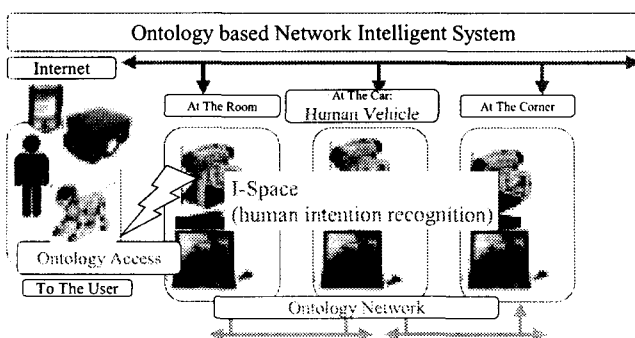 Ontology based Network Intelligent System
Internet
At The Room
At The Car:
Human Vehicle
At The Corner
I-Space
(human intention recognition)
Ontology Access
To The User
Ontology Network